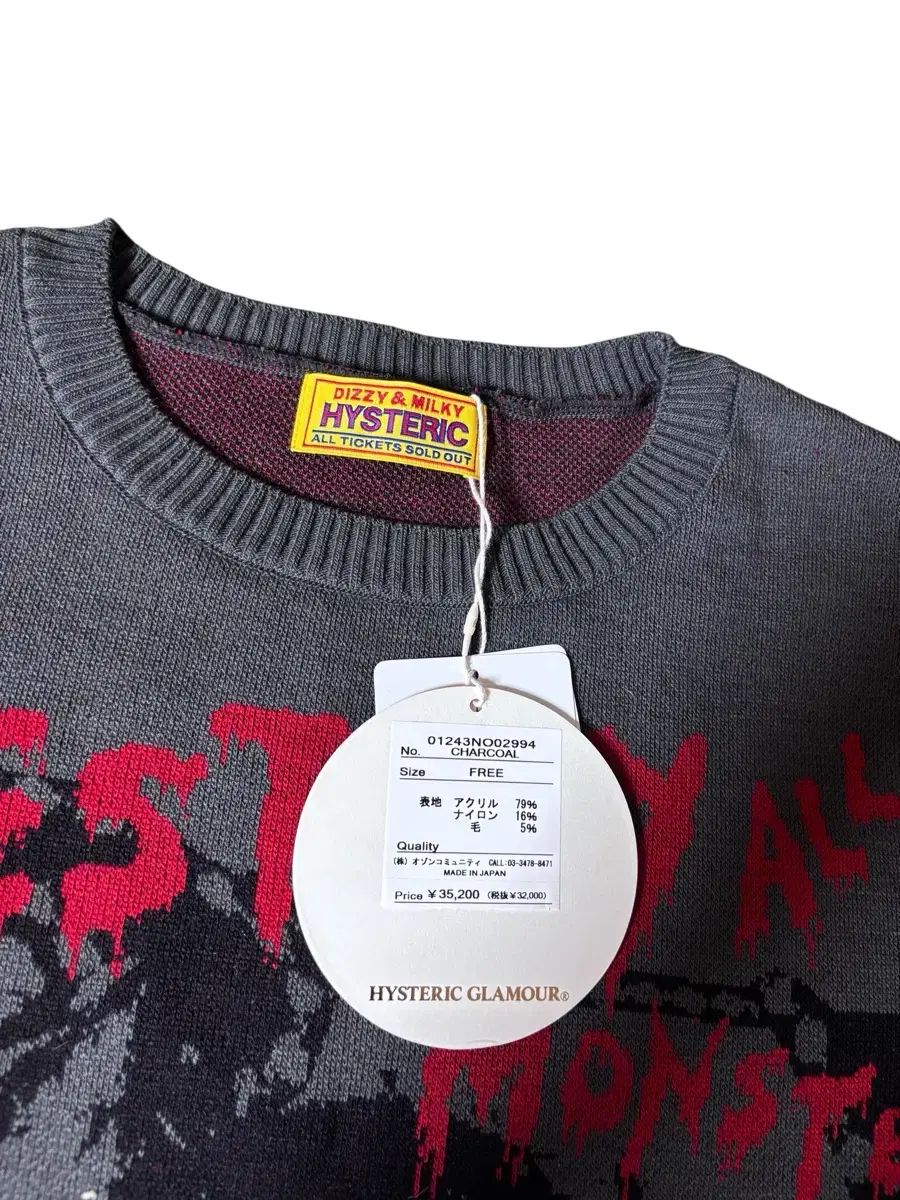 DIZZY & MILKY
HYSTERIC
ALL TICKETS SOLD OUT
01243NO02994
No. CHARCOAL
Size FREE
表地 アクリル 79%
ナイロン 16%
毛 5%
Quality
(株) オゾンコミュニティ CALL:03-3478-8471
MADE IN JAPAN
Price ¥35,200 (税抜¥32,000)
HYSTERIC GLAMOUR®
ALL